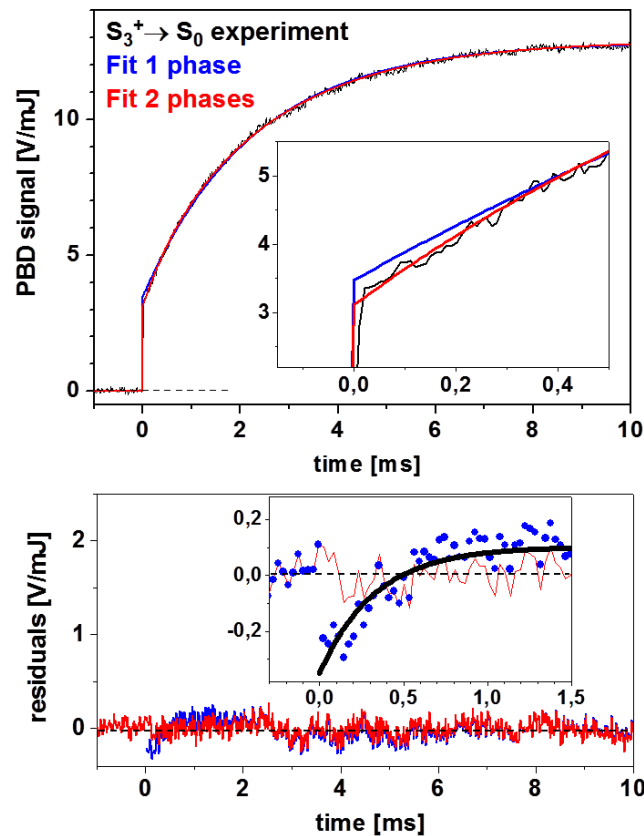 S₃⁺→ S₀ experiment
Fit 1 phase
Fit 2 phases
PBD signal [V/mJ]
10
5
0
5
4
3
0,0 0,2 0,4
0 2 4 6 8 10
time [ms]
residuals [V/mJ]
2
1
0
0,2
0,0
-0,2
0,0 0,5 1,0 1,5
0 2 4 6 8 10
time [ms]